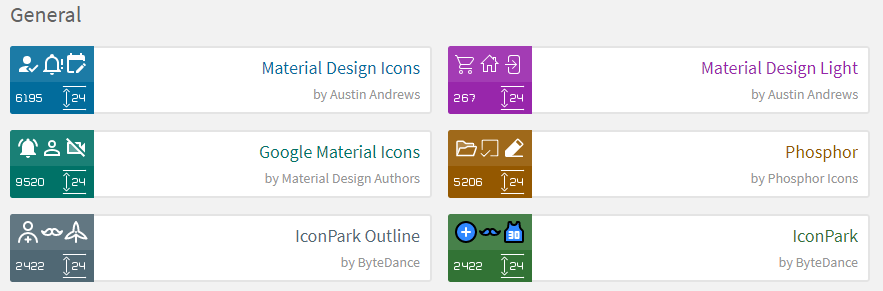 General
Material Design Icons
by Austin Andrews
6195
24
Material Design Light
by Austin Andrews
267
24
Google Material Icons
by Material Design Authors
9520
24
Phosphor
by Phosphor Icons
5206
24
IconPark Outline
by ByteDance
2422
24
IconPark
by ByteDance
30
2422
24